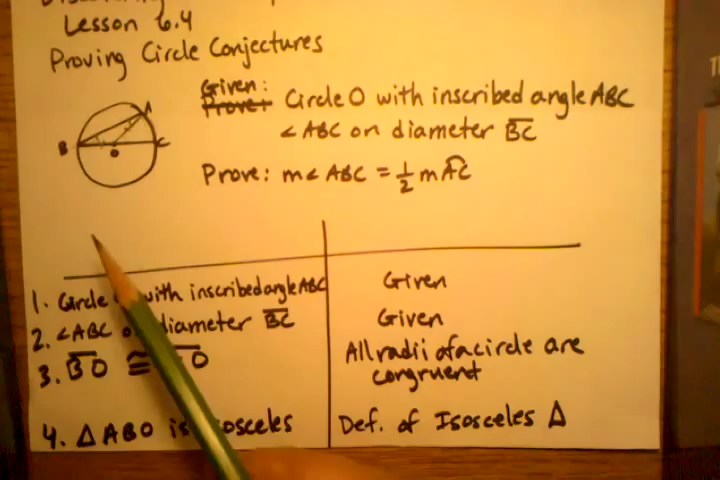 Lesson 6.4
Proving Circle Conjectures
Given:
Prove: Circle O with inscribed angle ABC
∠ABC on diameter BC
Prove: m∠ABC = 1/2 mAC
A
B
C
O
1. Circle with inscribed angle ABC
Given
2. ∠ABC diameter BC
Given
3. BO ≅ O
All radii of a circle are
congruent
4. △ABO is isosceles
Def. of Isosceles △